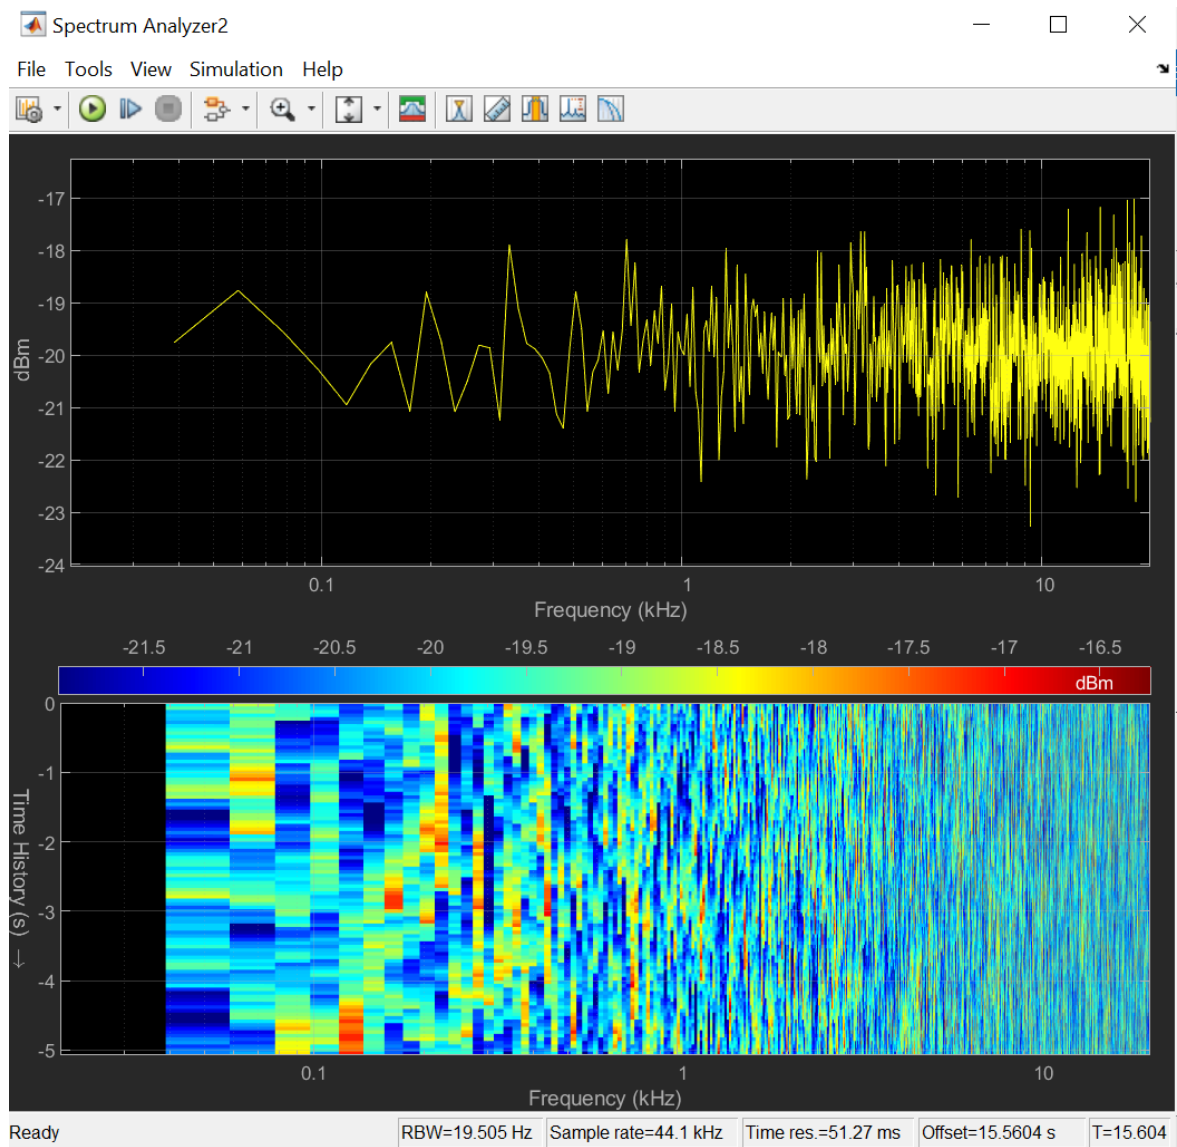 Spectrum Analyzer2
File Tools View Simulation Help
-17
-18
-19
-20
-21
-22
-23
-24
dBm
0.1 1 10
Frequency (kHz)
-21.5 -21 -20.5 -20 -19.5 -19 -18.5 -18 -17.5 -17 -16.5
dBm
0
-1
-2
-3
-4
-5
Time History (s) →
0.1 1 10
Frequency (kHz)
Ready RBW=19.505 Hz Sample rate=44.1 kHz Time res.=51.27 ms Offset=15.5604 s T=15.604